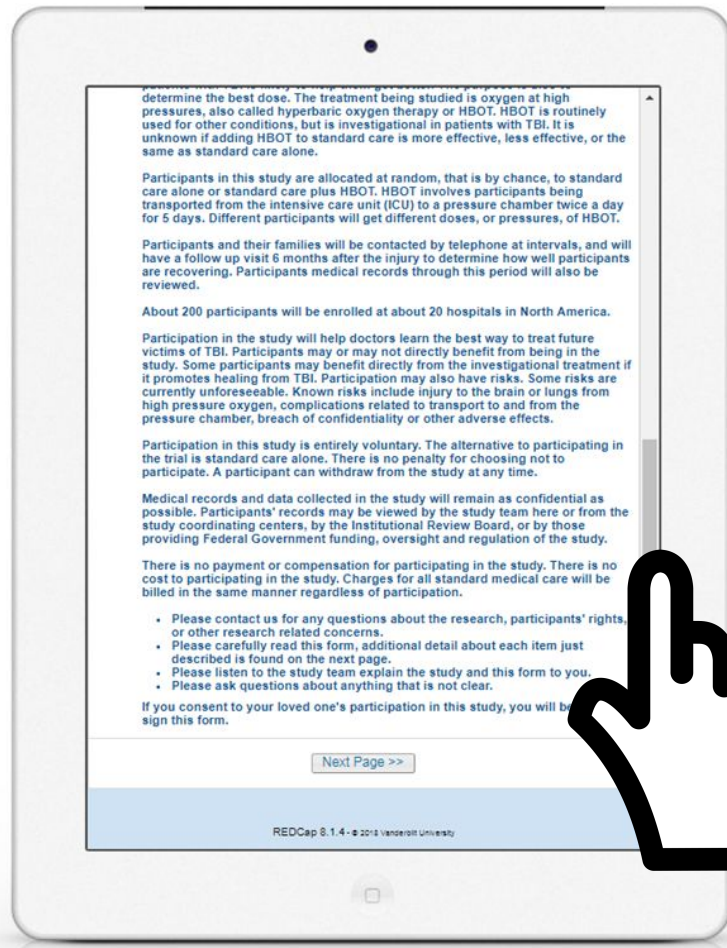 determine the best dose. The treatment being studied is oxygen at high
pressures, also called hyperbaric oxygen therapy or HBOT. HBOT is routinely
used for other conditions, but is investigational in patients with TBI. It is
unknown if adding HBOT to standard care is more effective, less effective, or the
same as standard care alone.
Participants in this study are allocated at random, that is by chance, to standard
care alone or standard care plus HBOT. HBOT involves participants being
transported from the intensive care unit (ICU) to a pressure chamber twice a day
for 5 days. Different participants will get different doses, or pressures, of HBOT.
Participants and their families will be contacted by telephone at intervals, and will
have a follow up visit 6 months after the injury to determine how well participants
are recovering. Participants medical records through this period will also be
reviewed.
About 200 participants will be enrolled at about 20 hospitals in North America.
Participation in the study will help doctors learn the best way to treat future
victims of TBI. Participants may or may not directly benefit from being in the
study. Some participants may benefit directly from the investigational treatment if
it promotes healing from TBI. Participation may also have risks. Some risks are
currently unforeseeable. Known risks include injury to the brain or lungs from
high pressure oxygen, complications related to transport to and from the
pressure chamber, breach of confidentiality or other adverse effects.
Participation in this study is entirely voluntary. The alternative to participating in
the trial is standard care alone. There is no penalty for choosing not to
participate. A participant can withdraw from the study at any time.
Medical records and data collected in the study will remain as confidential as
possible. Participants' records may be viewed by the study team here or from the
study coordinating centers, by the Institutional Review Board, or by those
providing Federal Government funding, oversight and regulation of the study.
There is no payment or compensation for participating in the study. There is no
cost to participating in the study. Charges for all standard medical care will be
billed in the same manner regardless of participation.
• Please contact us for any questions about the research, participants' rights,
or other research related concerns.
• Please carefully read this form, additional detail about each item just
described is found on the next page.
• Please listen to the study team explain the study and this form to you.
• Please ask questions about anything that is not clear.
If you consent to your loved one's participation in this study, you will be
sign this form.
Next Page >>
REDCap 8.1.4 - © 2018 Vanderbilt University